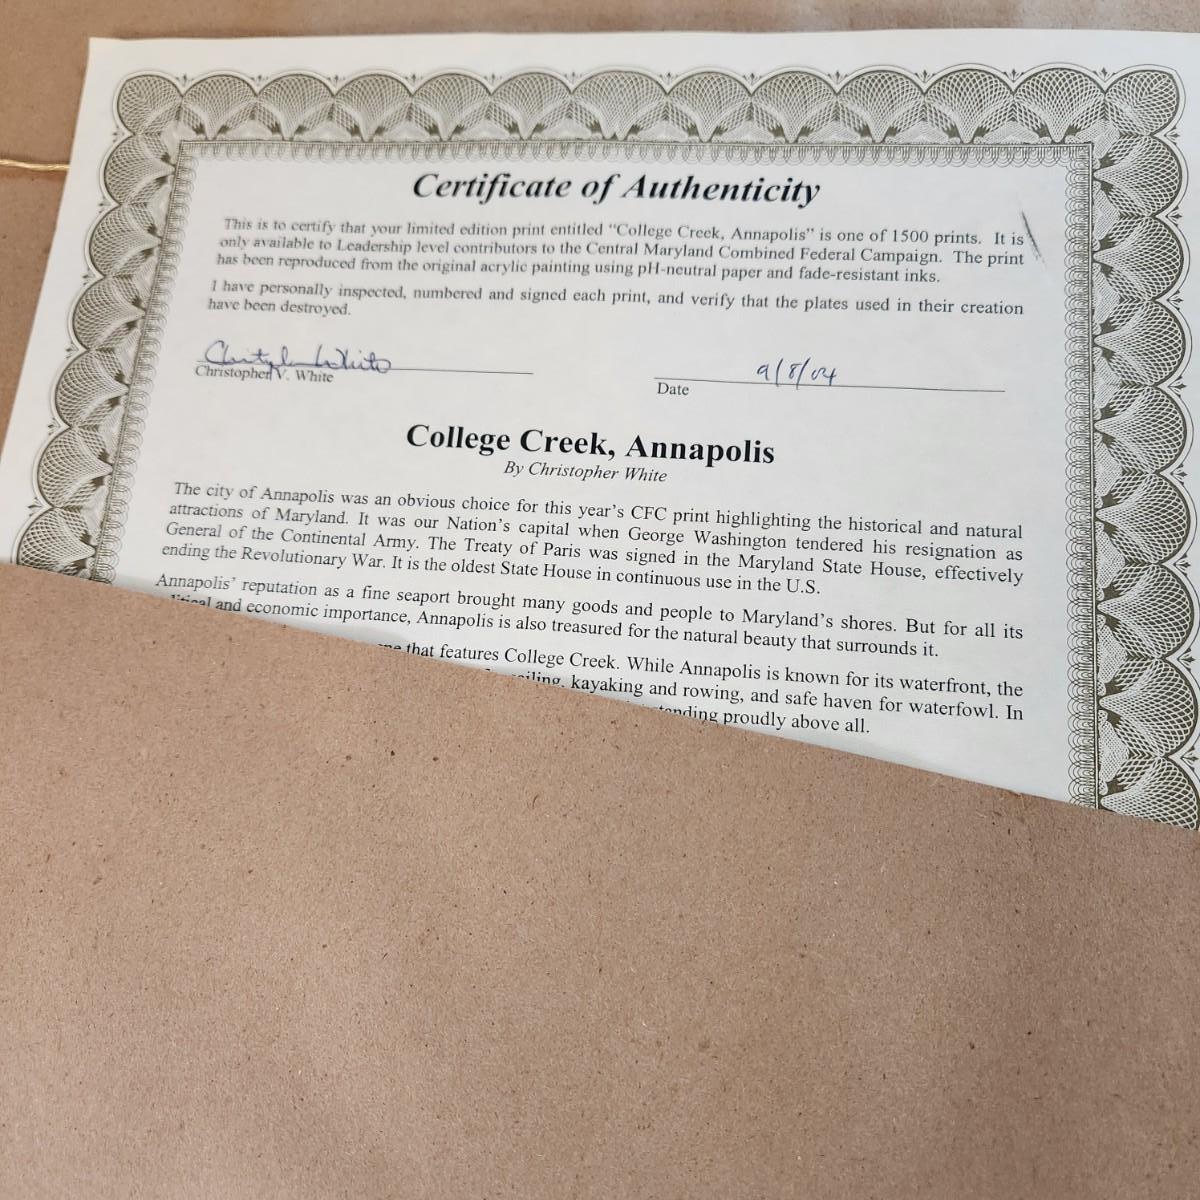 Certificate of Authenticity
This is to certify that your limited edition print entitled "College Creek, Annapolis" is one of 1500 prints. It is
only available to Leadership level contributors to the Central Maryland Combined Federal Campaign. The print
has been reproduced from the original acrylic painting using pH-neutral paper and fade-resistant inks.
I have personally inspected, numbered and signed each print, and verify that the plates used in their creation
have been destroyed.
Christopher White
9/8/04
Christopher V. White
Date
College Creek, Annapolis
By Christopher White
The city of Annapolis was an obvious choice for this year's CFC print highlighting the historical and natural
attractions of Maryland. It was our Nation's capital when George Washington tendered his resignation as
General of the Continental Army. The Treaty of Paris was signed in the Maryland State House, effectively
ending the Revolutionary War. It is the oldest State House in continuous use in the U.S.
Annapolis' reputation as a fine seaport brought many goods and people to Maryland's shores. But for all its
and economic importance, Annapolis is also treasured for the natural beauty that surrounds it.
that features College Creek. While Annapolis is known for its waterfront, the
kayaking and rowing, and safe haven for waterfowl. In
proudly above all.